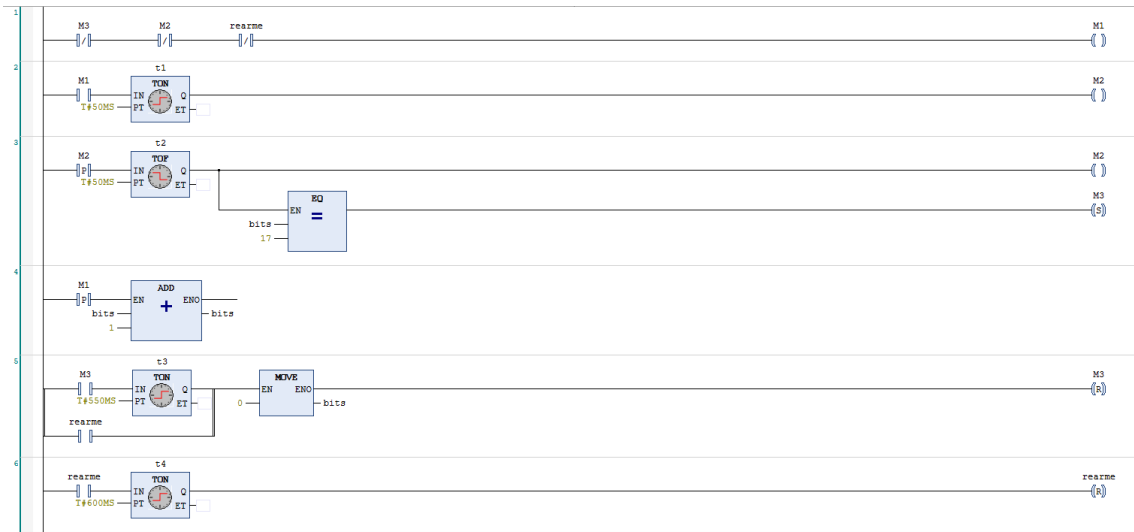 1
M3 M2 rearme M1
2
t1
M1 TON M2
IN Q
T#50MS PT ET
3
t2
M2 TOF M2
P IN Q
T#50MS PT ET
EQ M3
EN = S
bits
17
4
M1 ADD
P EN + ENO
bits bits
1
5
t3
M3 TON MOVE M3
IN Q EN ENO R
T#550MS PT ET 0 bits
rearme
6
t4
rearme TON rearme
IN Q R
T#600MS PT ET